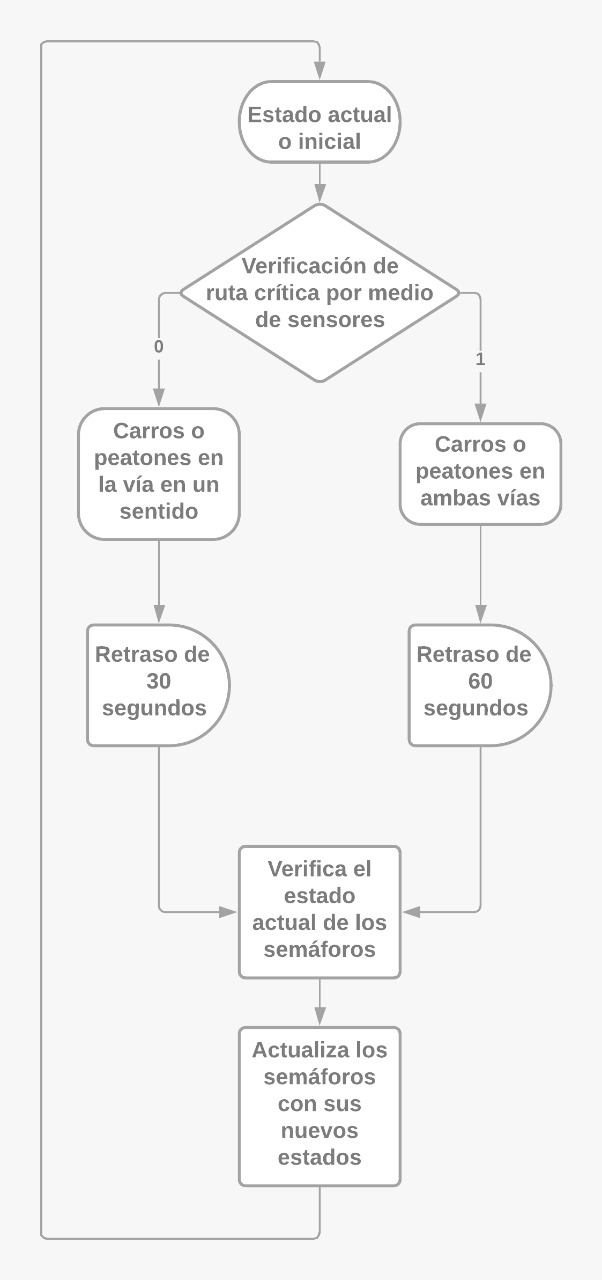 Estado actual
o inicial
Verificación de
ruta crítica por medio
de sensores
0
1
Carros o
peatones en
la vía en un
sentido
Carros o
peatones en
ambas vías
Retraso de
30
segundos
Retraso de
60
segundos
Verifica el
estado
actual de los
semáforos
Actualiza los
semáforos
con sus
nuevos
estados